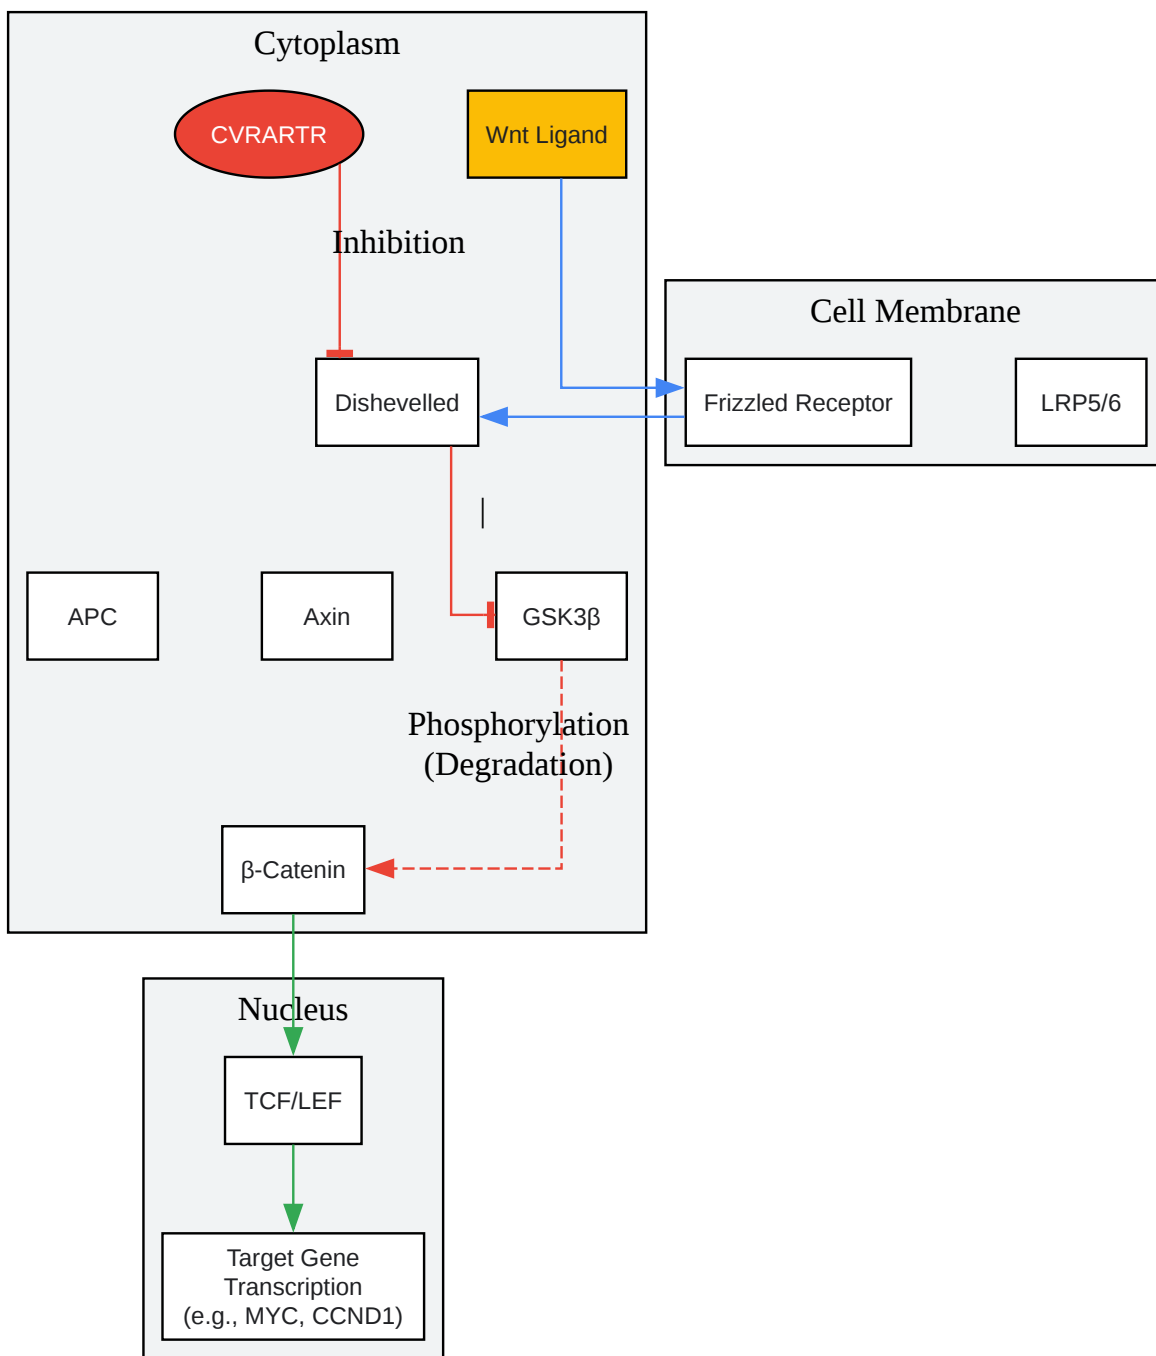 Cytoplasm
CVRARTR
Wnt Ligand
Inhibition
Cell Membrane
Dishevelled
Frizzled Receptor
LRP5/6
|
APC
Axin
GSK3β
Phosphorylation
(Degradation)
β-Catenin
Nucleus
TCF/LEF
Target Gene
Transcription
(e.g., MYC, CCND1)